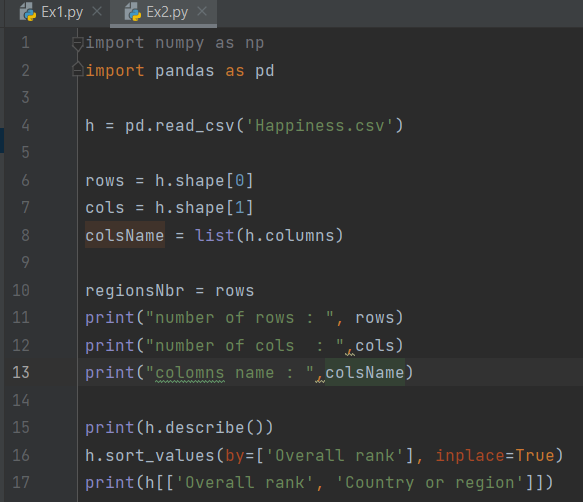 Ex1.py Ex2.py
1 import numpy as np
2 import pandas as pd
3
4 h = pd.read_csv('Happiness.csv')
5
6 rows = h.shape[0]
7 cols = h.shape[1]
8 colsName = list(h.columns)
9
10 regionsNbr = rows
11 print("number of rows : ", rows)
12 print("number of cols  : ",cols)
13 print("colomns name : ",colsName)
14
15 print(h.describe())
16 h.sort_values(by=['Overall rank'], inplace=True)
17 print(h[['Overall rank', 'Country or region']])